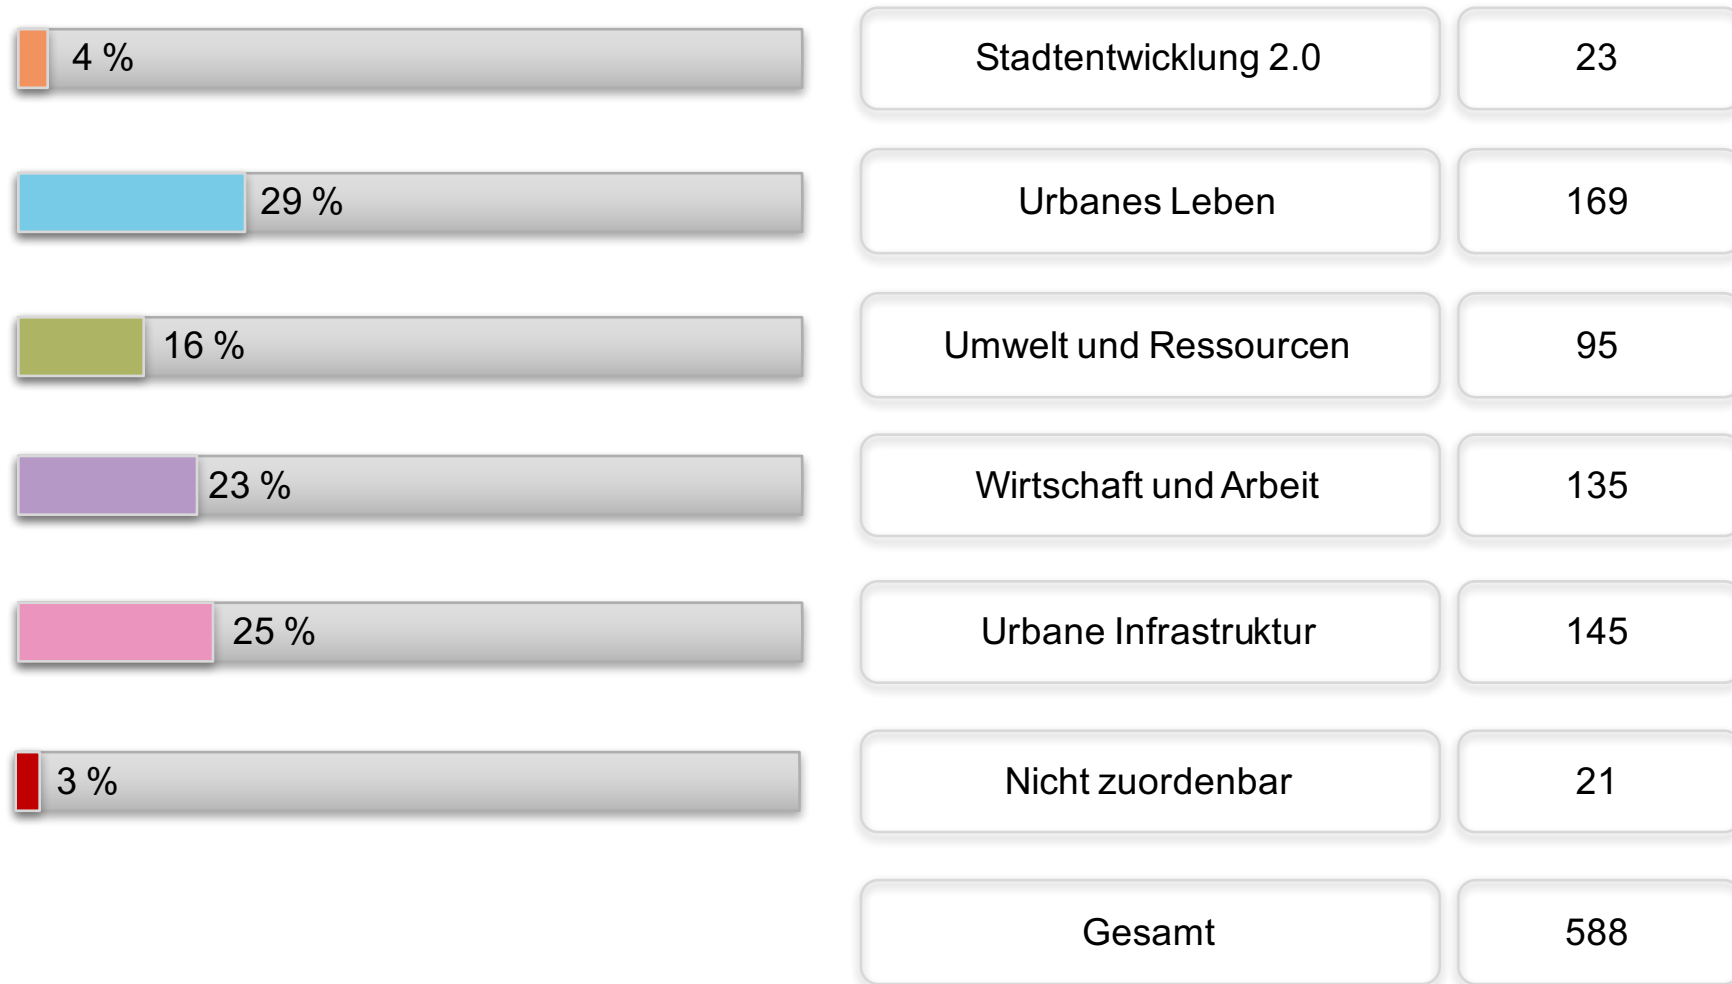 4 % Stadtentwicklung 2.0 23
29 % Urbanes Leben 169
16 % Umwelt und Ressourcen 95
23 % Wirtschaft und Arbeit 135
25 % Urbane Infrastruktur 145
3 % Nicht zuordenbar 21
Gesamt 588